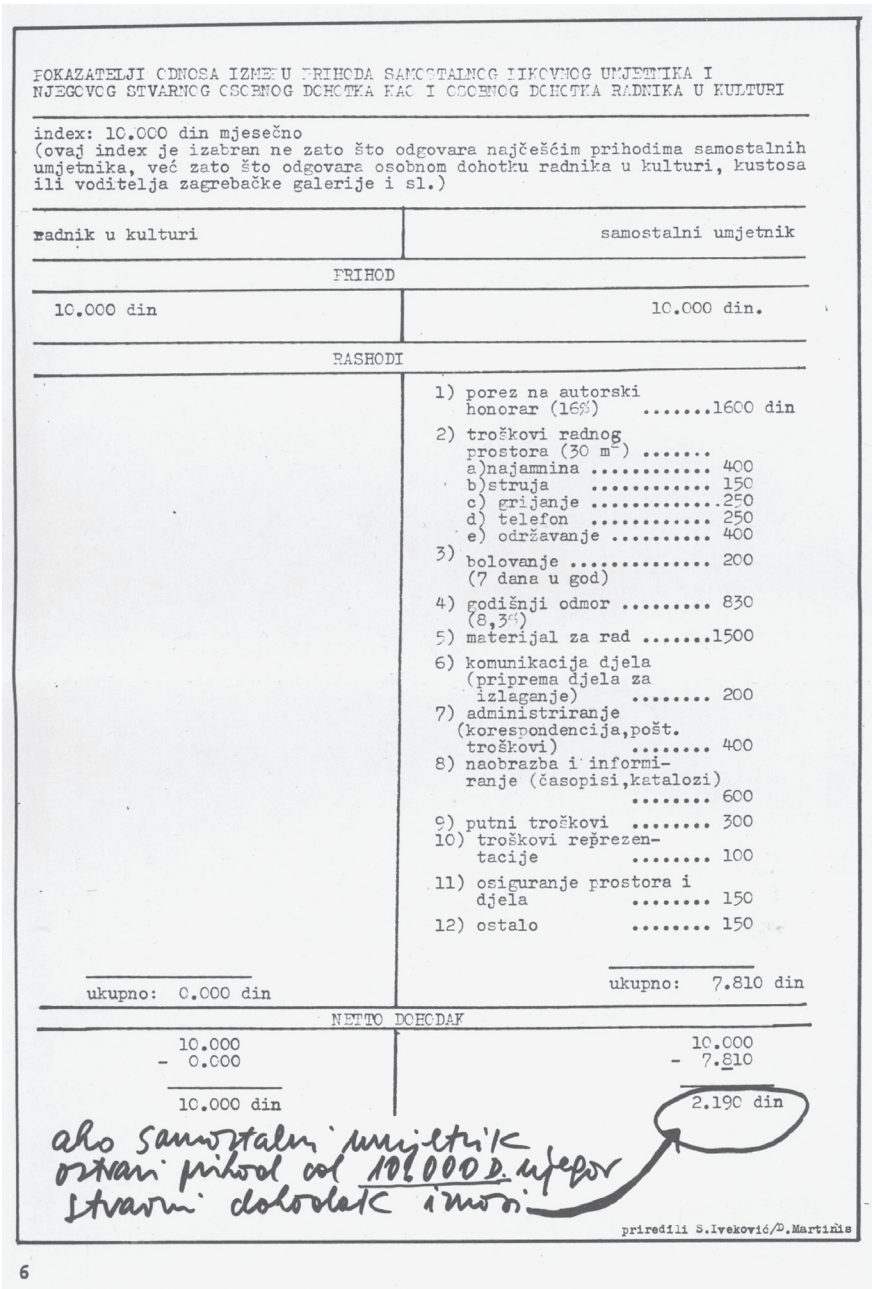 POKAZATELJI ODNOSA IZMEĐU PRIHODA SAMOSTALNOG LIKOVNOG UMJETNIKA I
NJEGOVOG STVARNOG OSOBNOG DOHOTKA KAO I OSOBNOG DOHOTKA RADNIKA U KULTURI
index: 10.000 din mjesečno
(ovaj index je izabran ne zato što odgovara najčešćim prihodima samostalnih
umjetnika, već zato što odgovara osobnom dohotku radnika u kulturi, kustosa
ili voditelja zagrebačke galerije i sl.)
radnik u kulturi samostalni umjetnik
PRIHOD
10.000 din 10.000 din.
RASHODI
1) porez na autorski
honorar (16%) .......1600 din
2) troškovi radnog
prostora (30 m²) .......
a)najamnina ............ 400
b)struja ............ 150
c) grijanje .............250
d) telefon ............ 250
e) održavanje .......... 400
3) bolovanje ............. 200
(7 dana u god)
4) godišnji odmor ......... 830
(8,3%)
5) materijal za rad .......1500
6) komunikacija djela
(priprema djela za
izlaganje) ........ 200
7) administriranje
(korespondencija,pošt.
troškovi) ........ 400
8) naobrazba i informi-
ranje (časopisi,katalozi)
........ 600
9) putni troškovi ........ 300
10) troškovi reprezen-
tacije ........ 100
11) osiguranje prostora i
djela ........ 150
12) ostalo ........ 150
ukupno: 0.000 din ukupno: 7.810 din
NETTO DOHODAK
10.000 10.000
- 0.000 - 7.810
10.000 din 2.190 din
ako samostalni umjetnik
ostvari prihod od 10.000 D. njegov
stvarni dohodak iznosi
priredili S.Iveković/D.Martinis
6